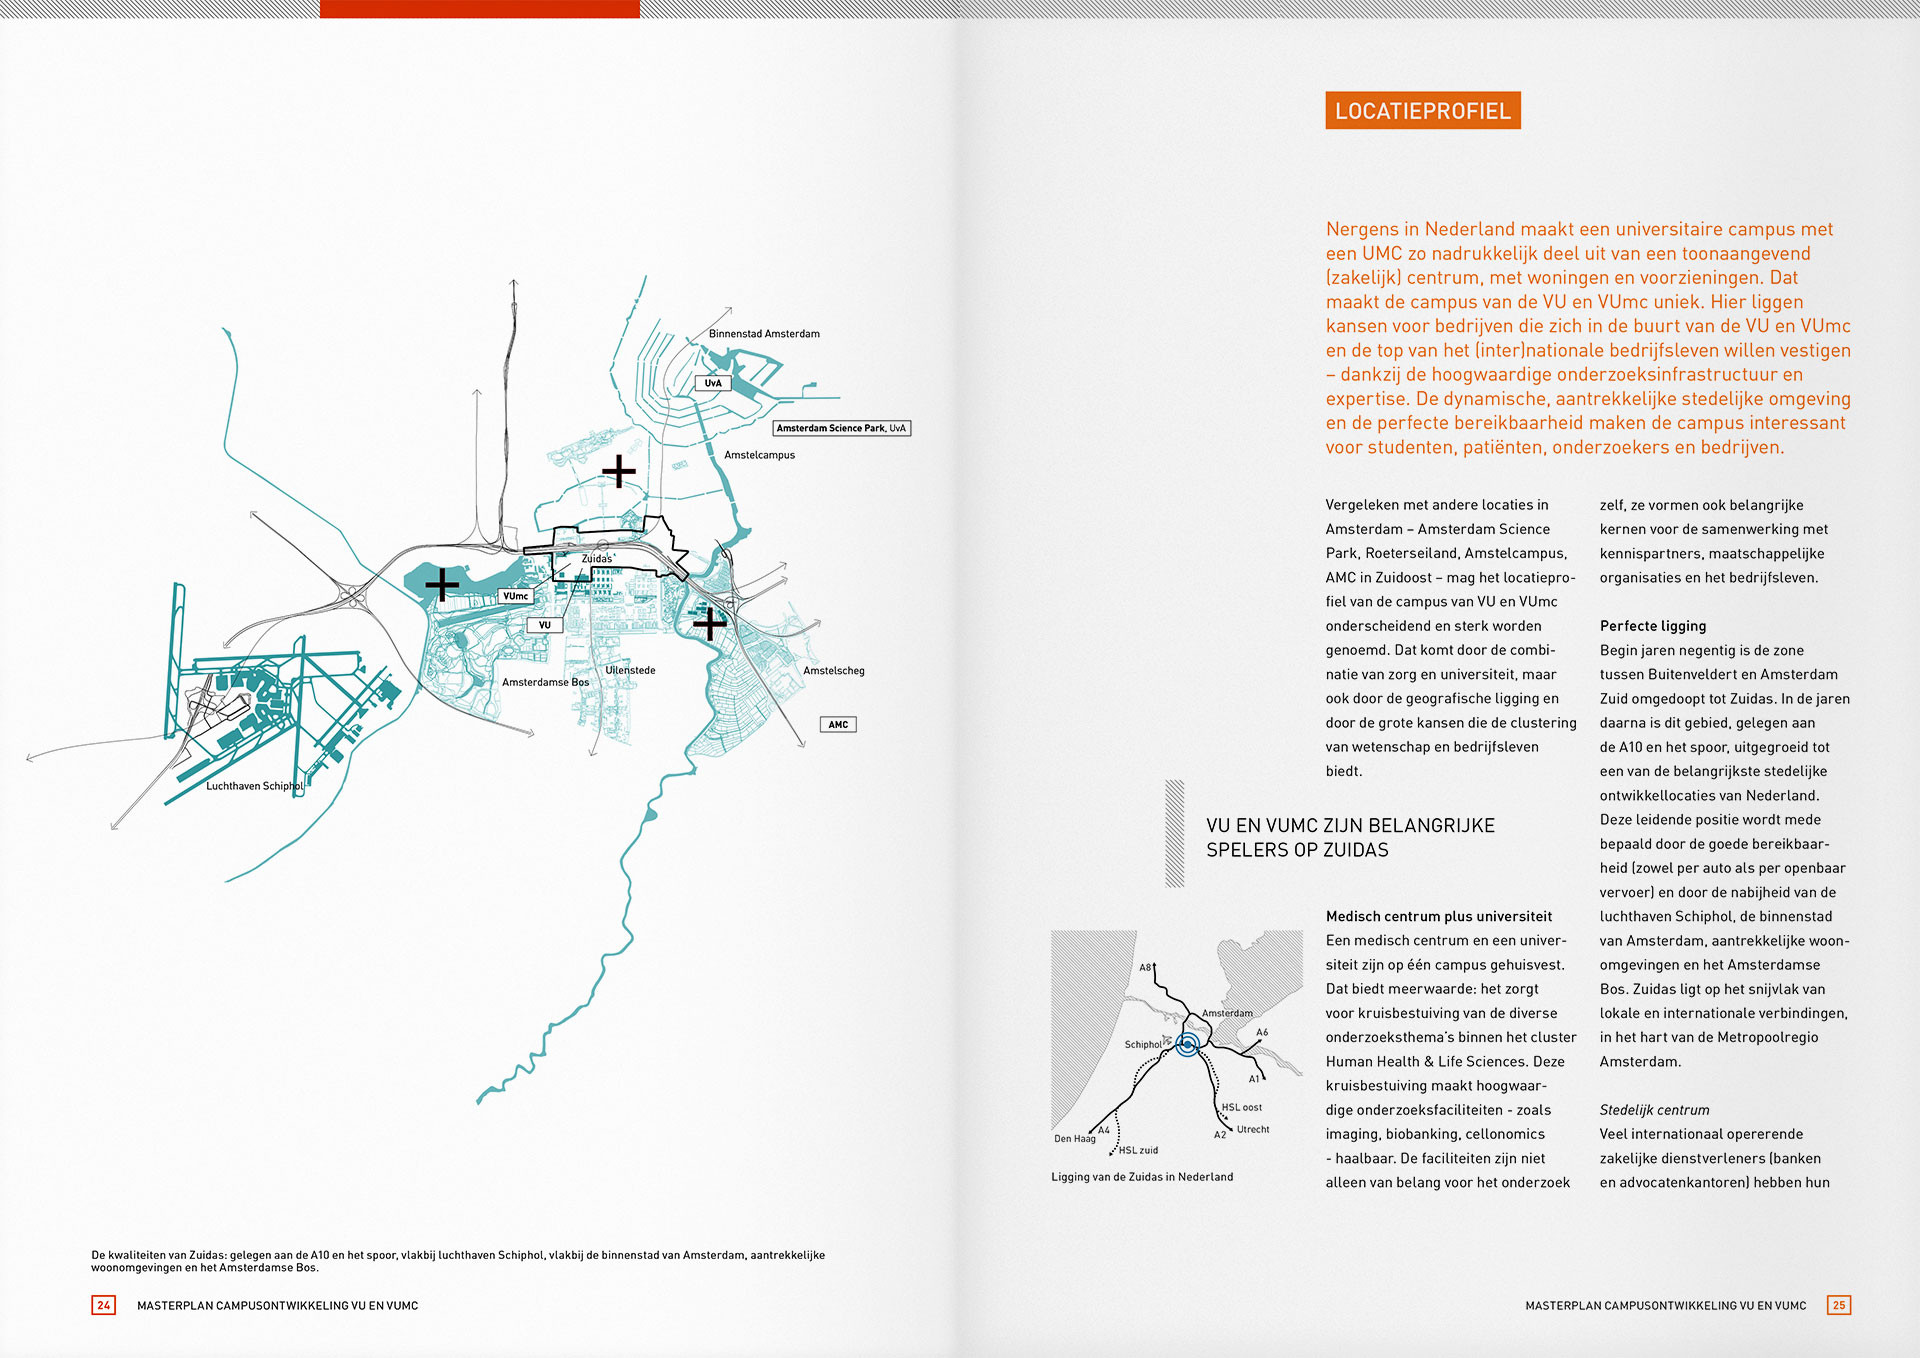 Binnenstad Amsterdam
UvA
Amsterdam Science Park, UvA
Amstelcampus
Zuidas
VUmc
VU
Uilenstede
Amsterdamse Bos
Amstelscheg
AMC
Luchthaven Schiphol
De kwaliteiten van Zuidas: gelegen aan de A10 en het spoor, vlakbij luchthaven Schiphol, vlakbij de binnenstad van Amsterdam, aantrekkelijke
woonomgevingen en het Amsterdamse Bos.
24 MASTERPLAN CAMPUSONTWIKKELING VU EN VUMC
LOCATIEPROFIEL
Nergens in Nederland maakt een universitaire campus met
een UMC zo nadrukkelijk deel uit van een toonaangevend
(zakelijk) centrum, met woningen en voorzieningen. Dat
maakt de campus van de VU en VUmc uniek. Hier liggen
kansen voor bedrijven die zich in de buurt van de VU en VUmc
en de top van het (inter)nationale bedrijfsleven willen vestigen
– dankzij de hoogwaardige onderzoeksinfrastructuur en
expertise. De dynamische, aantrekkelijke stedelijke omgeving
en de perfecte bereikbaarheid maken de campus interessant
voor studenten, patiënten, onderzoekers en bedrijven.
Vergeleken met andere locaties in
Amsterdam – Amsterdam Science
Park, Roeterseiland, Amstelcampus,
AMC in Zuidoost – mag het locatiepro-
fiel van de campus van VU en VUmc
onderscheidend en sterk worden
genoemd. Dat komt door de combi-
natie van zorg en universiteit, maar
ook door de geografische ligging en
door de grote kansen die de clustering
van wetenschap en bedrijfsleven
biedt.
VU EN VUMC ZIJN BELANGRIJKE
SPELERS OP ZUIDAS
Medisch centrum plus universiteit
Een medisch centrum en een univer-
siteit zijn op één campus gehuisvest.
Dat biedt meerwaarde: het zorgt
voor kruisbestuiving van de diverse
onderzoeksthema's binnen het cluster
Human Health & Life Sciences. Deze
kruisbestuiving maakt hoogwaar-
dige onderzoeksfaciliteiten - zoals
imaging, biobanking, cellonomics
- haalbaar. De faciliteiten zijn niet
alleen van belang voor het onderzoek
zelf, ze vormen ook belangrijke
kernen voor de samenwerking met
kennispartners, maatschappelijke
organisaties en het bedrijfsleven.
Perfecte ligging
Begin jaren negentig is de zone
tussen Buitenveldert en Amsterdam
Zuid omgedoopt tot Zuidas. In de jaren
daarna is dit gebied, gelegen aan
de A10 en het spoor, uitgegroeid tot
een van de belangrijkste stedelijke
ontwikkellocaties van Nederland.
Deze leidende positie wordt mede
bepaald door de goede bereikbaar-
heid (zowel per auto als per openbaar
vervoer) en door de nabijheid van de
luchthaven Schiphol, de binnenstad
van Amsterdam, aantrekkelijke woon-
omgevingen en het Amsterdamse
Bos. Zuidas ligt op het snijvlak van
lokale en internationale verbindingen,
in het hart van de Metropoolregio
Amsterdam.
Stedelijk centrum
Veel internationaal opererende
zakelijke dienstverleners (banken
en advocatenkantoren) hebben hun
A8
Amsterdam
A6
Schiphol
A1
HSL oost
A4
A2
Utrecht
Den Haag
HSL zuid
Ligging van de Zuidas in Nederland
MASTERPLAN CAMPUSONTWIKKELING VU EN VUMC 25